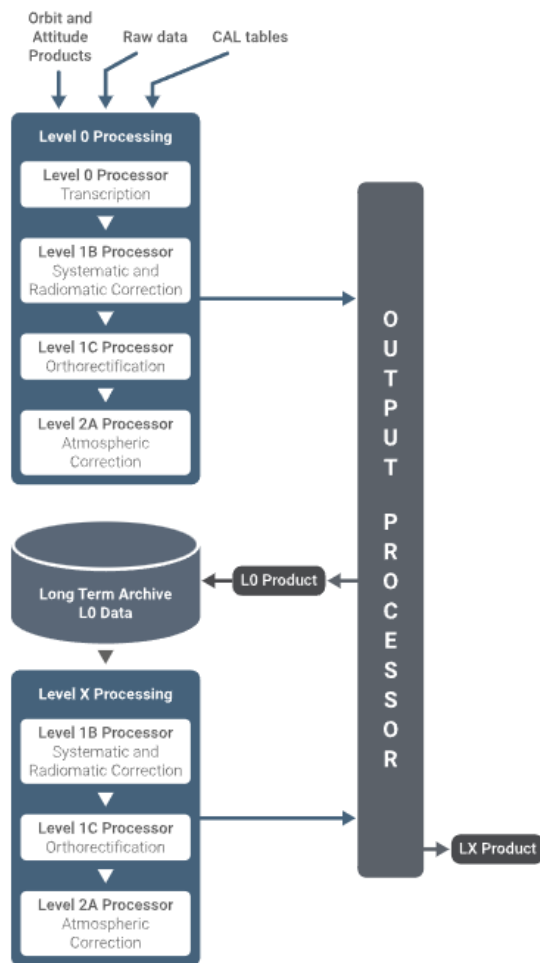 Orbit and
Attitude
Products
Raw data
CAL tables
Level 0 Processing
Level 0 Processor
Transcription
Level 1B Processor
Systematic and
Radiomatic Correction
Level 1C Processor
Orthorectification
Level 2A Processor
Atmospheric
Correction
OUTPUT PROCESSOR
L0 Product
Long Term Archive
L0 Data
Level X Processing
Level 1B Processor
Systematic and
Radiomatic Correction
Level 1C Processor
Orthorectification
LX Product
Level 2A Processor
Atmospheric
Correction